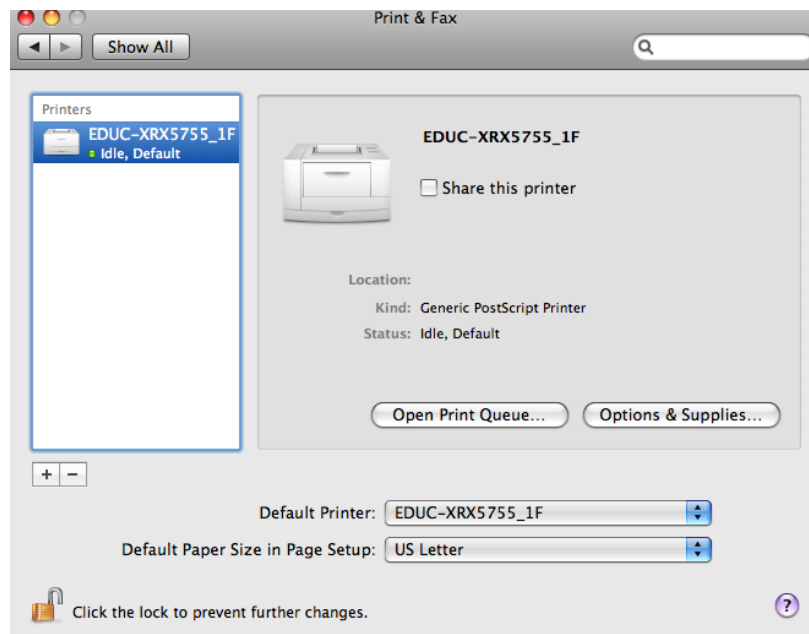 Print & Fax
Show All
Printers
EDUC-XRX5755_1F
Idle, Default
EDUC-XRX5755_1F
Share this printer
Location:
Kind: Generic PostScript Printer
Status: Idle, Default
Open Print Queue...
Options & Supplies...
+ −
Default Printer: EDUC-XRX5755_1F
Default Paper Size in Page Setup: US Letter
Click the lock to prevent further changes.
?